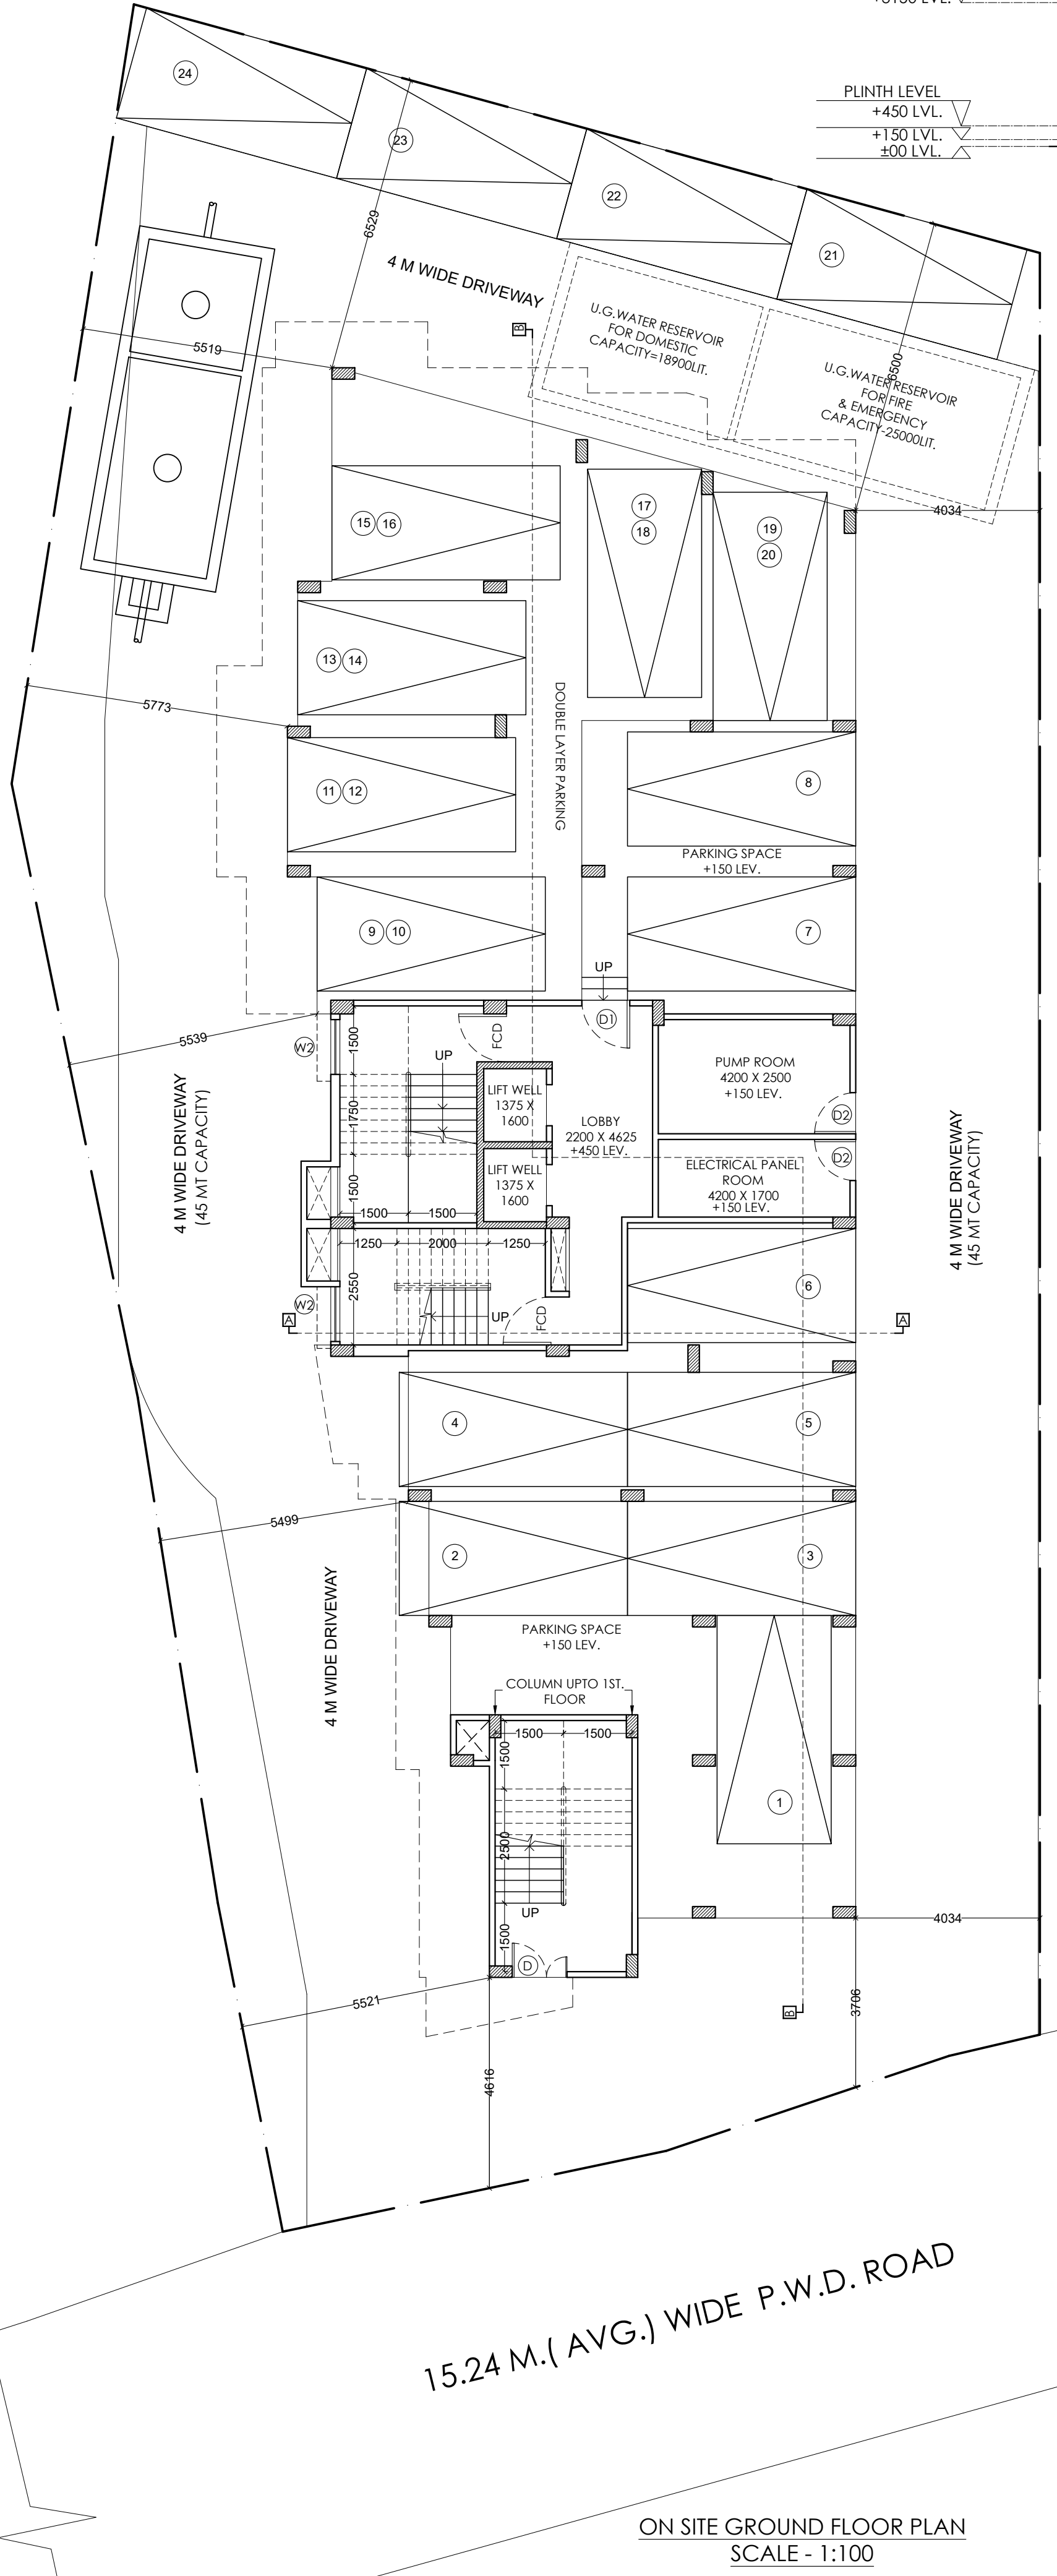 +3150 LVL.
PLINTH LEVEL
+450 LVL.
+150 LVL.
±00 LVL.
24
23
22
21
6529
4 M WIDE DRIVEWAY
U.G.WATER RESERVOIR
FOR DOMESTIC
CAPACITY=18900LIT.
U.G.WATER RESERVOIR
FOR FIRE
& EMERGENCY
CAPACITY-25000LIT.
6500
B
5519
4034
15
16
17
18
19
20
13
14
5773
DOUBLE LAYER PARKING
11
12
8
PARKING SPACE
+150 LEV.
9
10
7
UP
D1
5539
W2
1500
1750
1500
UP
FCD
LIFT WELL
1375 X
1600
LIFT WELL
1375 X
1600
LOBBY
2200 X 4625
+450 LEV.
PUMP ROOM
4200 X 2500
+150 LEV.
D2
D2
ELECTRICAL PANEL
ROOM
4200 X 1700
+150 LEV.
4 M WIDE DRIVEWAY
(45 MT CAPACITY)
4 M WIDE DRIVEWAY
(45 MT CAPACITY)
1500
1500
1250
2000
1250
2550
W2
UP
FCD
6
A
A
4
5
5499
2
3
4 M WIDE DRIVEWAY
PARKING SPACE
+150 LEV.
COLUMN UPTO 1ST.
FLOOR
1500
1500
1500
2500
1500
UP
D
1
4034
5521
B
3706
4616
15.24 M.( AVG.) WIDE P.W.D. ROAD
ON SITE GROUND FLOOR PLAN
SCALE - 1:100